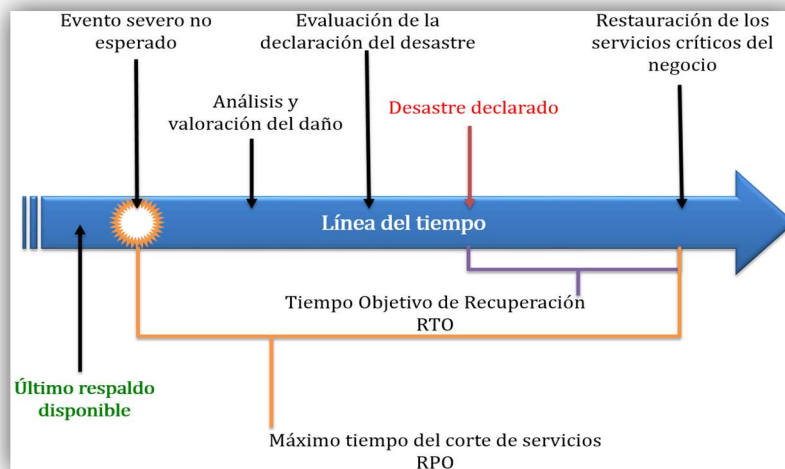 Evento severo no
esperado
Evaluación de la
declaración del desastre
Restauración de los
servicios críticos del
negocio
Análisis y
valoración del daño
Desastre declarado
Línea del tiempo
Tiempo Objetivo de Recuperación
RTO
Último respaldo
disponible
Máximo tiempo del corte de servicios
RPO